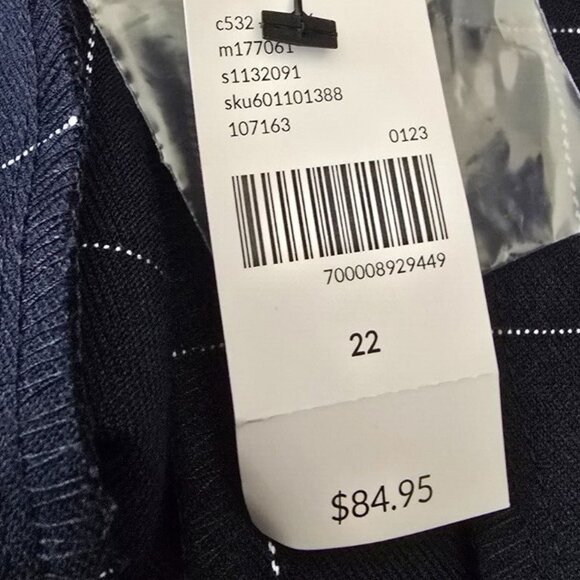 c532
m177061
s1132091
sku601101388
107163
0123
700008929449
22
$84.95